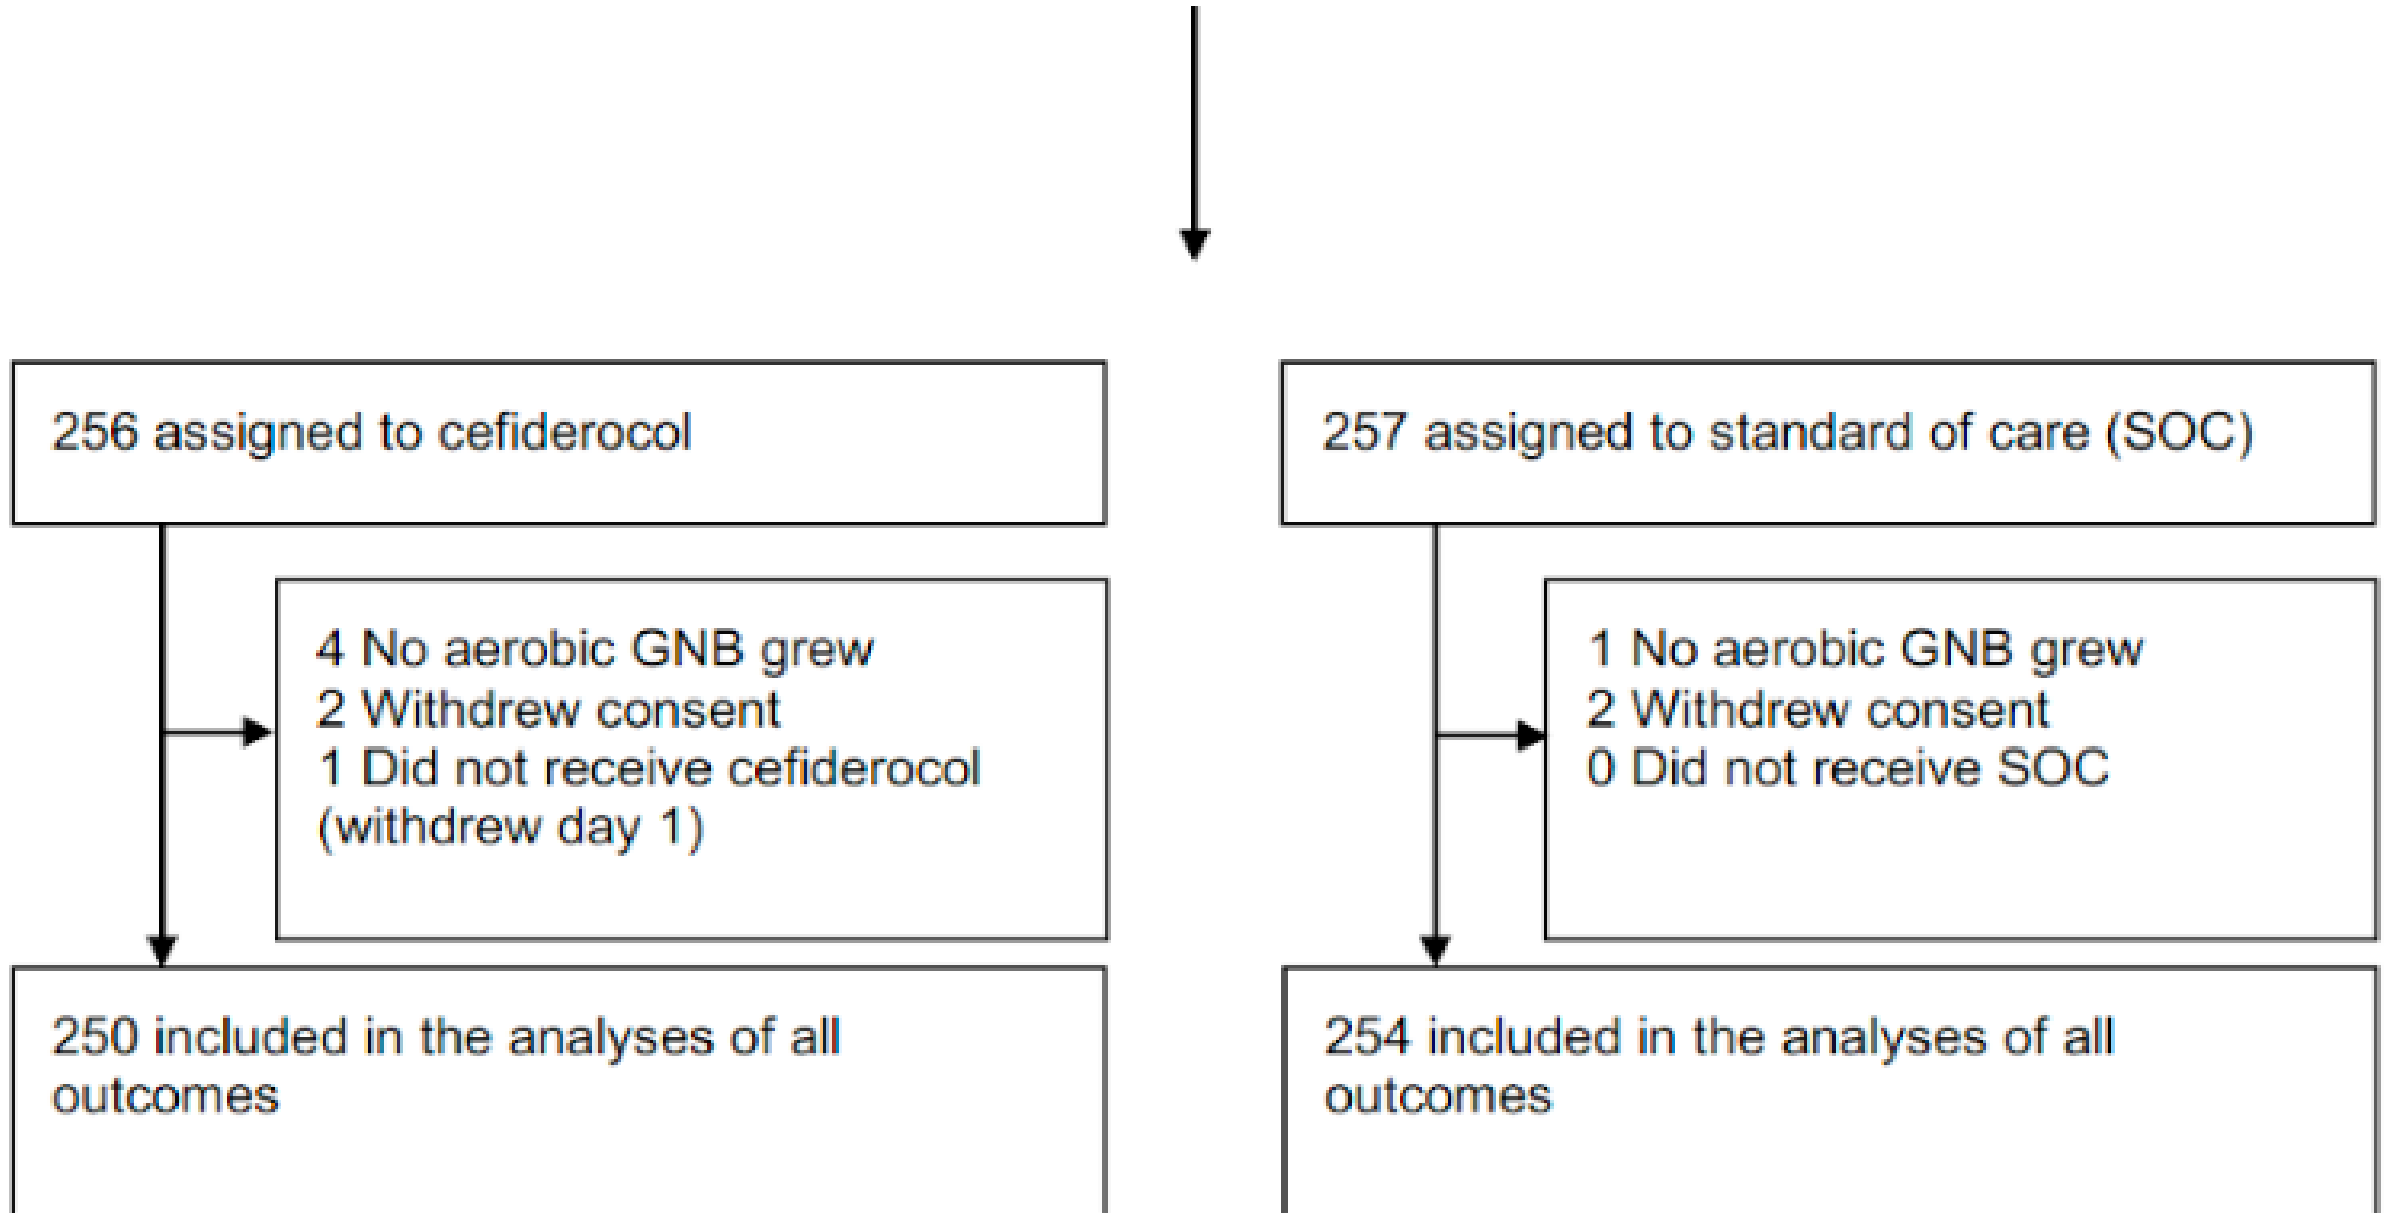 256 assigned to cefiderocol
257 assigned to standard of care (SOC)
4 No aerobic GNB grew
2 Withdrew consent
1 Did not receive cefiderocol
(withdrew day 1)
1 No aerobic GNB grew
2 Withdrew consent
0 Did not receive SOC
250 included in the analyses of all
outcomes
254 included in the analyses of all
outcomes